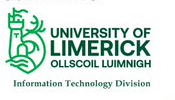 UNIVERSITY OF
LIMERICK
OLLSCOIL LUIMNIGH
Information Technology Division